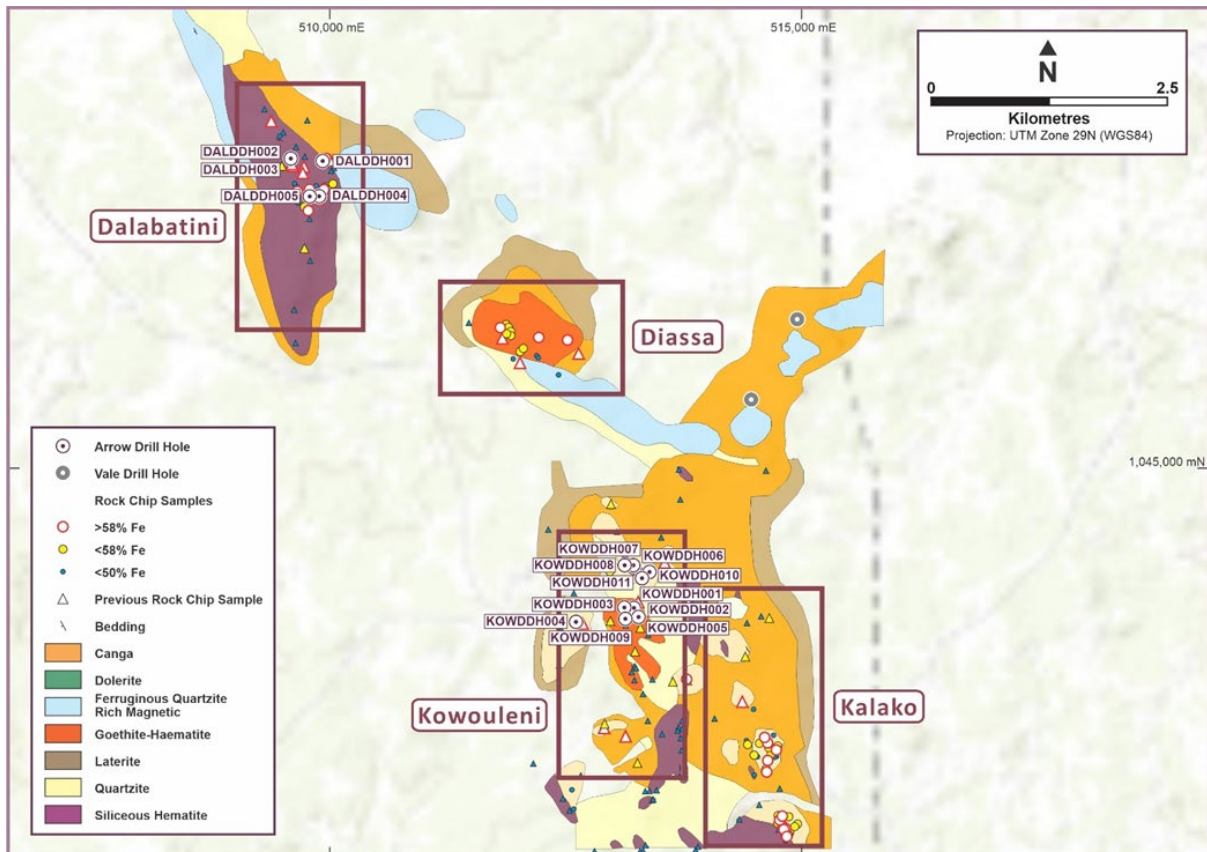 510,000 mE
515,000 mE
N
0
2.5
Kilometres
Projection: UTM Zone 29N (WGS84)
DALDDH002
DALDDH001
DALDDH003
DALDDH005
DALDDH004
Dalabatini
Diassa
1,045,000 mN
KOWDDH007
KOWDDH006
KOWDDH008
KOWDDH010
KOWDDH011
KOWDDH001
KOWDDH003
KOWDDH002
KOWDDH004
KOWDDH005
KOWDDH009
Kowouleni
Kalako
Arrow Drill Hole
Vale Drill Hole
Rock Chip Samples
>58% Fe
<58% Fe
<50% Fe
Previous Rock Chip Sample
Bedding
Canga
Dolerite
Ferruginous Quartzite
Rich Magnetic
Goethite-Haematite
Laterite
Quartzite
Siliceous Hematite